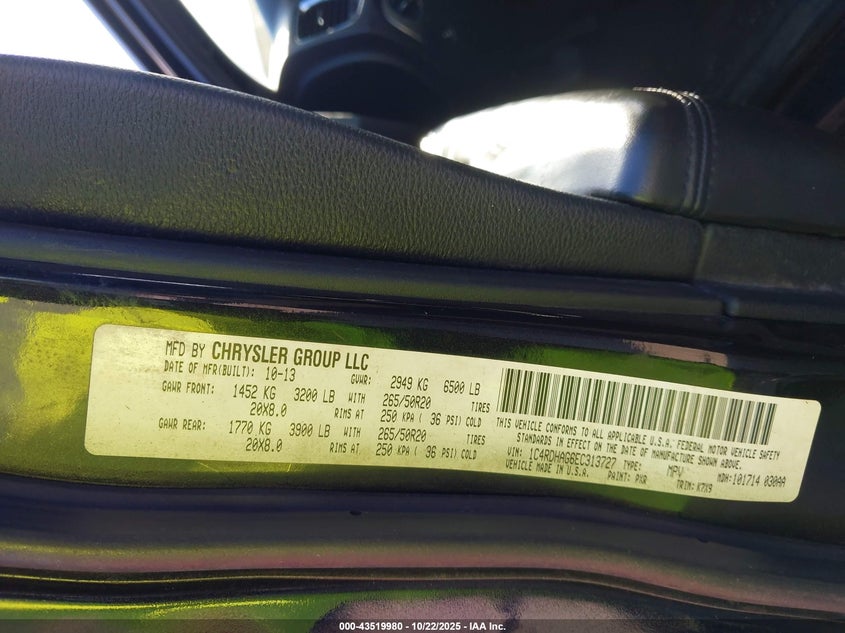 MFD BY CHRYSLER GROUP LLC
DATE OF MFR(BUILT): 10-13 GVWR: 2949 KG 6500 LB
GAWR FRONT: 1452 KG 3200 LB WITH 265/50R20 TIRES
20X8.0 RIMS AT 250 KPA ( 36 PSI) COLD
GAWR REAR: 1770 KG 3900 LB WITH 265/50R20 TIRES
20X8.0 RIMS AT 250 KPA ( 36 PSI) COLD
THIS VEHICLE CONFORMS TO ALL APPLICABLE U.S.A. FEDERAL MOTOR VEHICLE SAFETY
STANDARDS IN EFFECT ON THE DATE OF MANUFACTURE SHOWN ABOVE.
VIN: 1C4RDHAG6EC313727 TYPE: MPV MDH:101714 030AA
VEHICLE MADE IN U.S.A. PAINT: PXR TRIM: K7X9
000-43519980 - 10/22/2025 - IAA Inc.